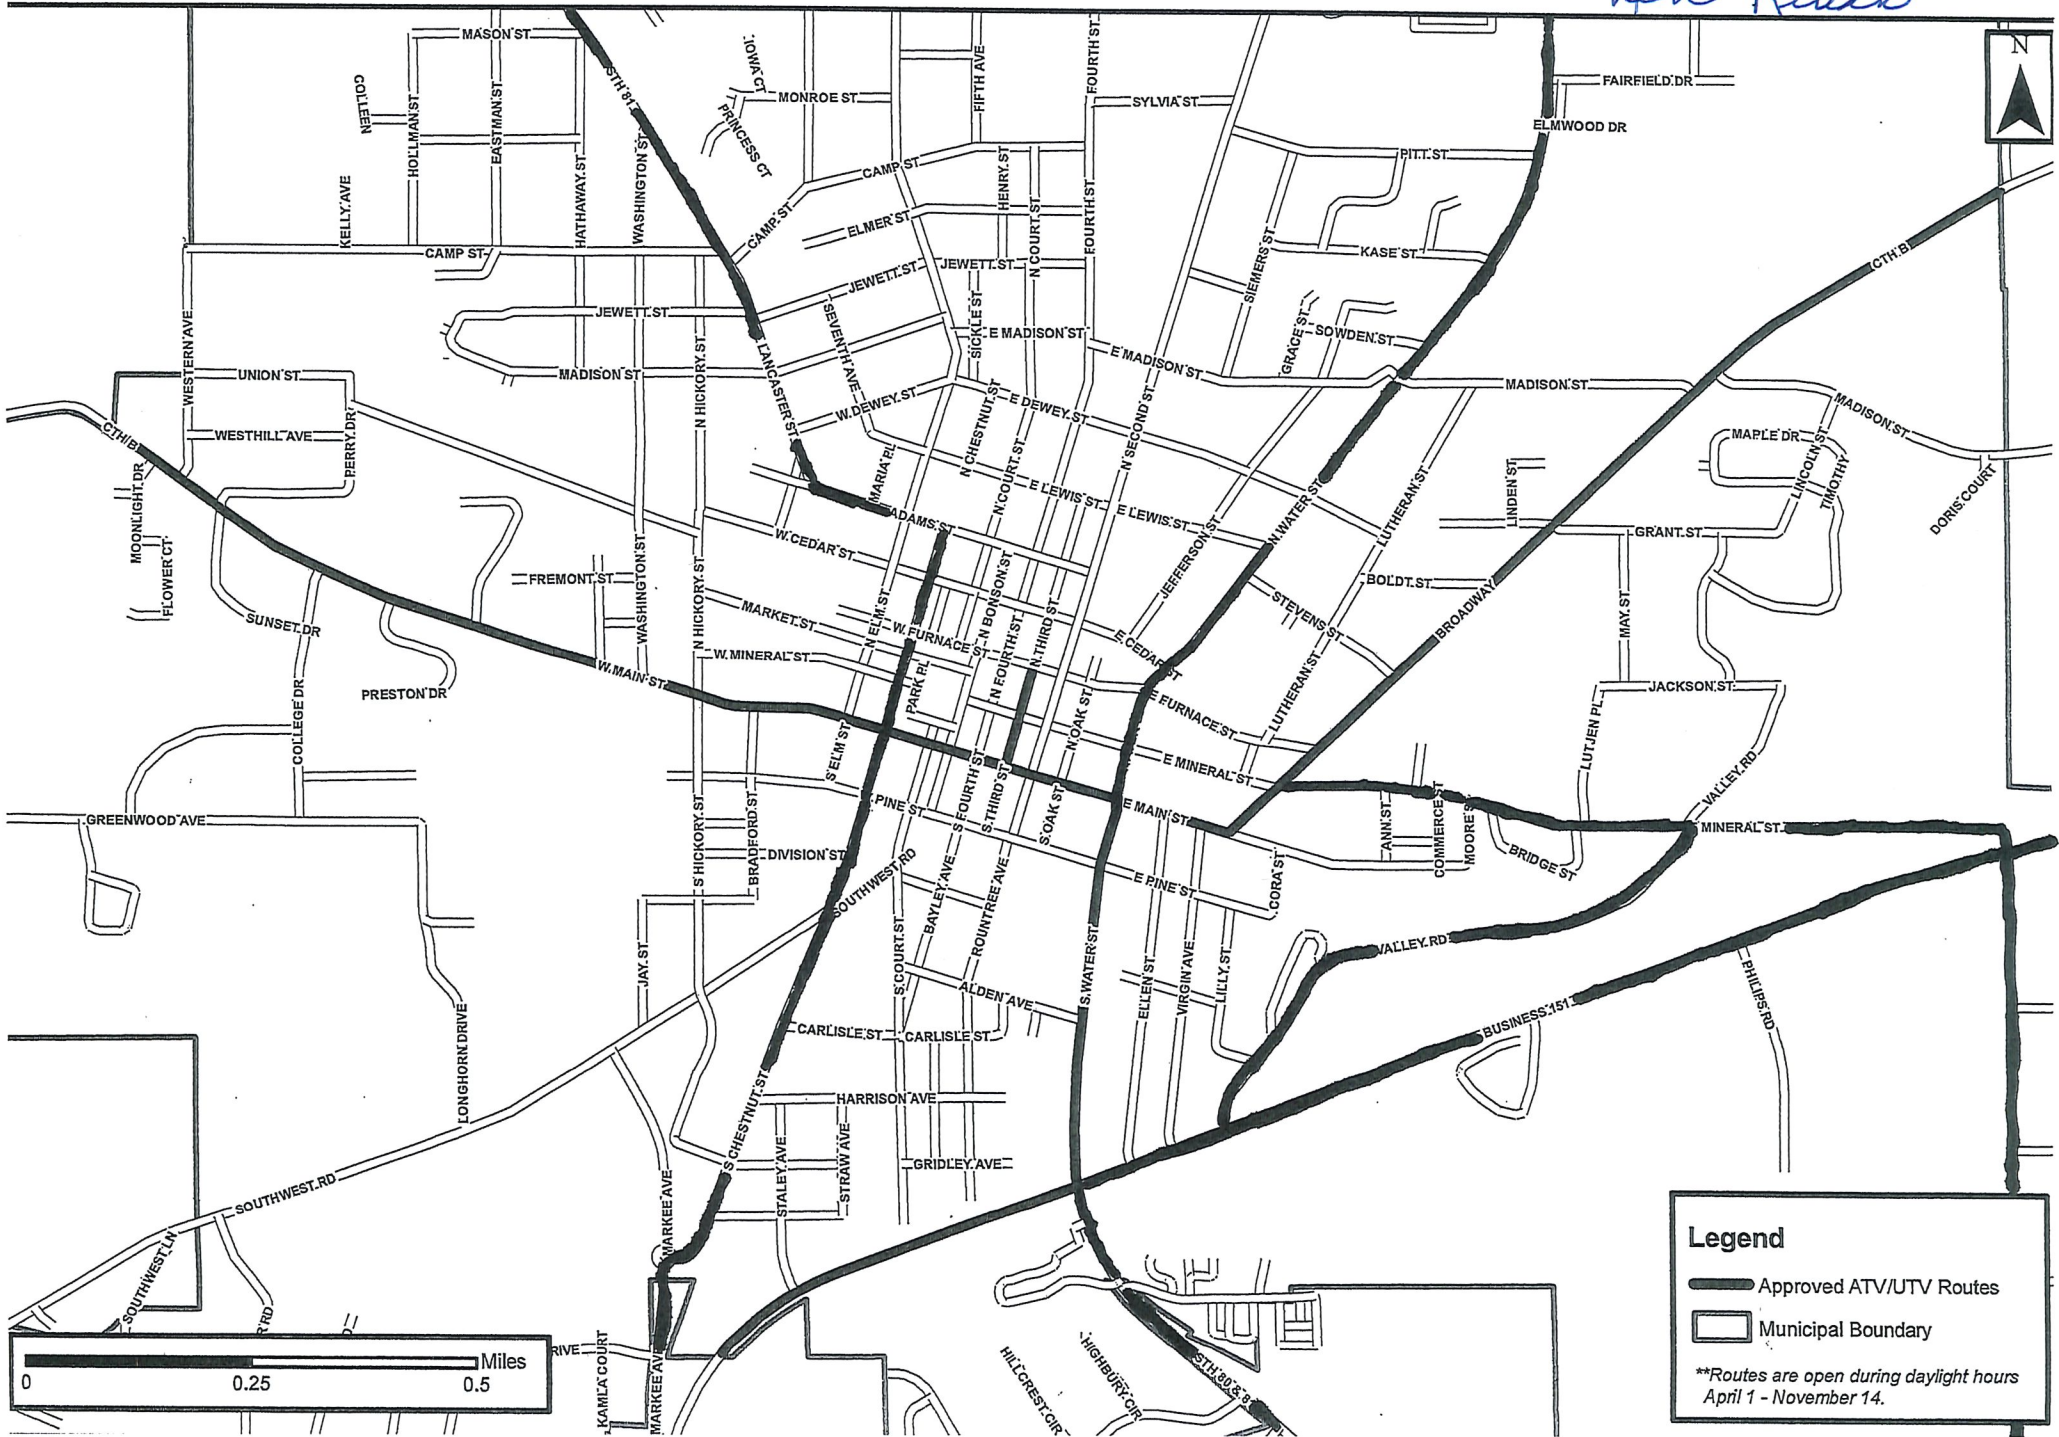 N
MASON ST
STH 81
IOWA CT
MONROE ST
PRINCESS CT
FIFTH AVE
FOURTH ST
SYLVIA ST
FAIRFIELD DR
ELMWOOD DR
COLLEEN
HOLLMAN ST
EASTMAN ST
HATHAWAY ST
WASHINGTON ST
KELLY AVE
CAMP ST
CAMP ST
CAMP ST
ELMER ST
HENRY ST
N COURT ST
FOURTH ST
PITT ST
KASE ST
SIEMERS ST
CTH B
WESTERN AVE
JEWETT ST
JEWETT ST
JEWETT ST
SEVENTH AVE
SICKLE ST
E MADISON ST
E MADISON ST
GRACE ST
SOWDEN ST
MADISON ST
MADISON ST
UNION ST
MADISON ST
LANCASTER ST
N HICKORY ST
W DEWEY ST
E DEWEY ST
N SECOND ST
MAPLE DR
LINCOLN ST
TIMOTHY
DORIS COURT
CTH B
WESTHILL AVE
PERRY DR
MARIA PL
N CHESTNUT ST
N COURT ST
E LEWIS ST
E LEWIS ST
N WATER ST
LUTHERAN ST
LINDEN ST
GRANT ST
MOONLIGHT DR
FLOWER CT
ADAMS ST
W CEDAR ST
JEFFERSON ST
BOLDT ST
SUNSET DR
FREMONT ST
WASHINGTON ST
N HICKORY ST
MARKET ST
N ELM ST
W FURNACE ST
N BONSON ST
N FOURTH ST
N THIRD ST
E CEDAR ST
STEVENS ST
BROADWAY
MAY ST
W MINERAL ST
W MAIN ST
PRESTON DR
PARK PL
N OAK ST
E FURNACE ST
LUTHERAN ST
JACKSON ST
COLLEGE DR
S ELM ST
E MINERAL ST
LUTJEN PL
VALLEY RD
GREENWOOD AVE
PINE ST
S FOURTH ST
S THIRD ST
S OAK ST
E MAIN ST
ANN ST
COMMERCE ST
MOORE ST
MINERAL ST
BRIDGE ST
S HICKORY ST
BRADFORD ST
DIVISION ST
SOUTHWEST RD
E PINE ST
CORA ST
JAY ST
S COURT ST
BAYLEY AVE
ROUNTREE AVE
S WATER ST
ELLEN ST
VIRGIN AVE
LILLY ST
VALLEY RD
ALDEN AVE
BUSINESS 151
PHILIPS RD
LONGHORN DRIVE
CARLISLE ST
CARLISLE ST
HARRISON AVE
S CHESTNUT ST
STALEY AVE
STRAW AVE
GRIDLEY AVE
SOUTHWEST RD
MARKEE AVE
SOUTHWEST LN
R RD
RIVE
KAMLA COURT
MARKEE AVE
HILLCREST CIR
HIGHBURY CIR
STH 80 & 81
Miles
0 0.25 0.5
Legend
Approved ATV/UTV Routes
Municipal Boundary
**Routes are open during daylight hours
April 1 - November 14.